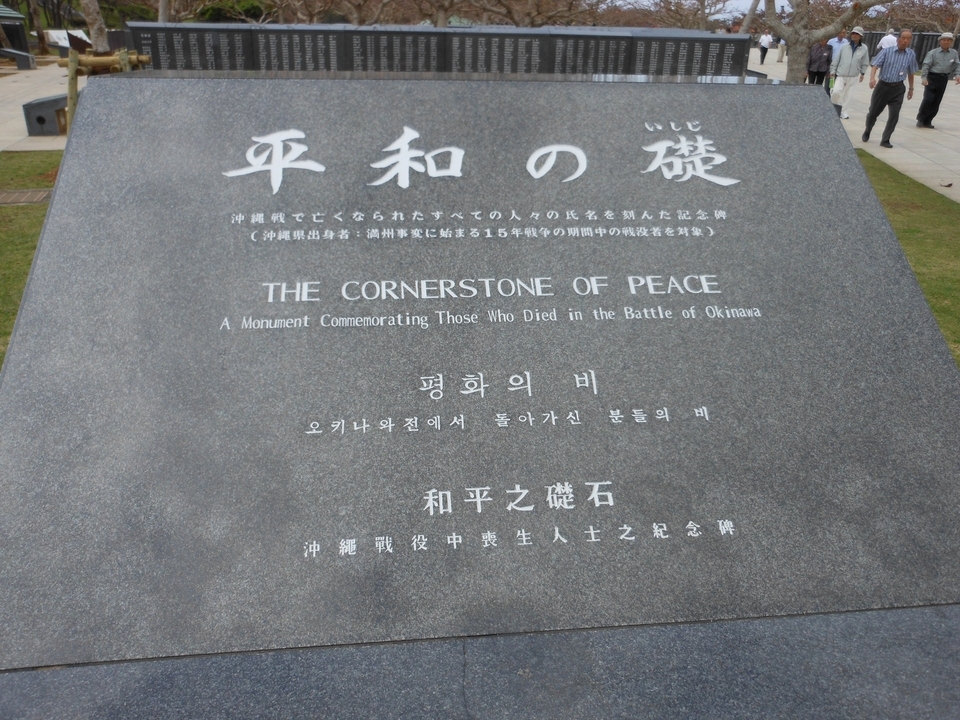 いしじ
平和の礎
沖縄戦で亡くなられたすべての人々の氏名を刻んだ記念碑
(沖縄県出身者：満州事変に始まる15年戦争の期間中の戦没者を対象)
THE CORNERSTONE OF PEACE
A Monument Commemorating Those Who Died in the Battle of Okinawa
평화의 비
오키나와전에서 돌아가신 분들의 비
和平之礎石
沖繩戰役中喪生人士之紀念碑